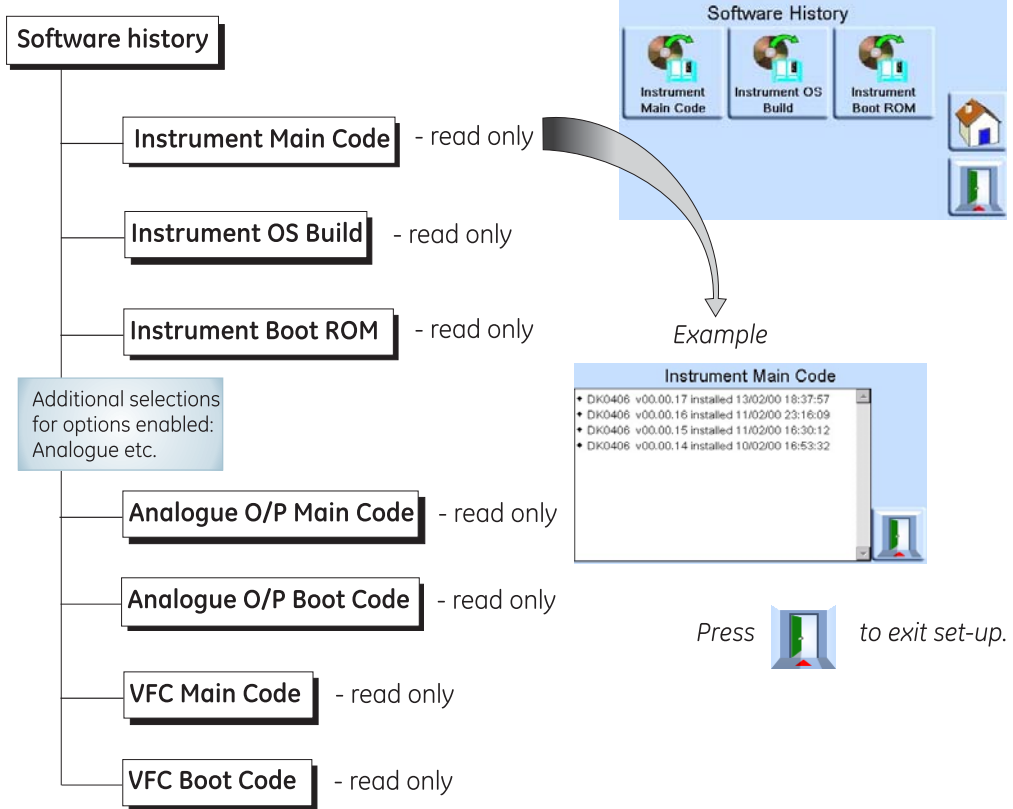 Software history
Instrument Main Code - read only
Instrument OS Build - read only
Instrument Boot ROM - read only
Additional selections
for options enabled:
Analogue etc.
Analogue O/P Main Code - read only
Analogue O/P Boot Code - read only
VFC Main Code - read only
VFC Boot Code - read only
Software History
Instrument
Main Code
Instrument OS
Build
Instrument
Boot ROM
Example
Instrument Main Code
DK0406 v00.00.17 installed 13/02/00 18:37:57
DK0406 v00.00.16 installed 11/02/00 23:16:09
DK0406 v00.00.15 installed 11/02/00 16:30:12
DK0406 v00.00.14 installed 10/02/00 16:53:32
Press to exit set-up.